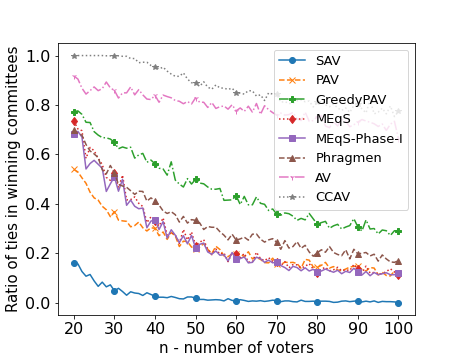 Ratio of ties in winning committees
1.0
0.8
0.6
0.4
0.2
0.0
SAV
PAV
GreedyPAV
MEqS
MEqS-Phase-I
Phragmen
AV
CCAV
20 30 40 50 60 70 80 90 100
n - number of voters